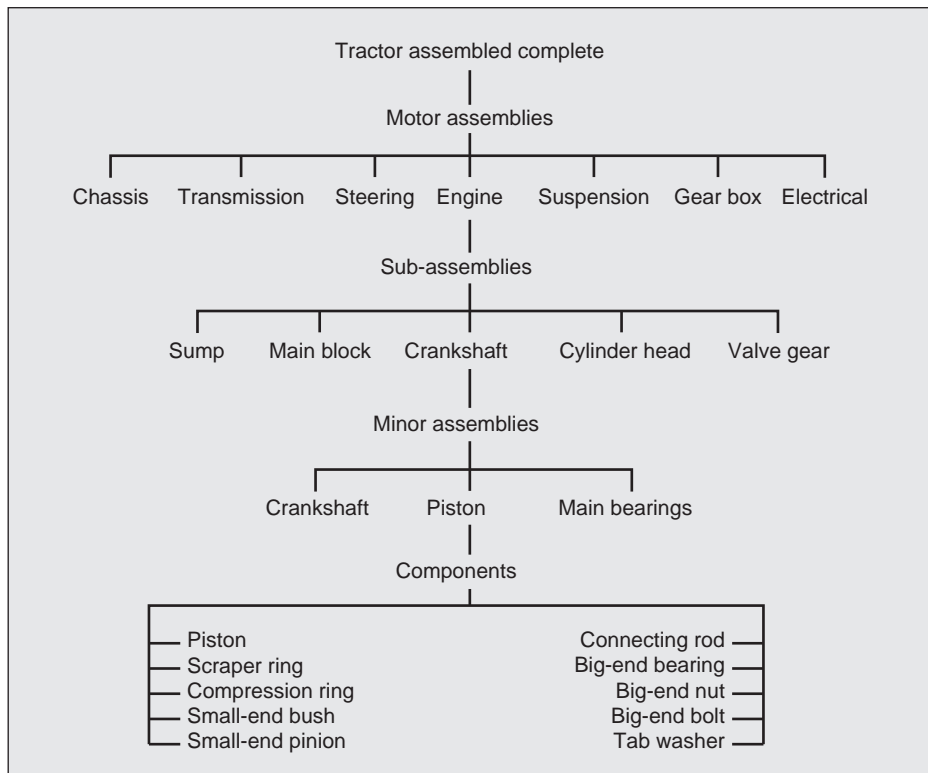 Tractor assembled complete
Motor assemblies
Chassis Transmission Steering Engine Suspension Gear box Electrical
Sub-assemblies
Sump Main block Crankshaft Cylinder head Valve gear
Minor assemblies
Crankshaft Piston Main bearings
Components
Piston Connecting rod
Scraper ring Big-end bearing
Compression ring Big-end nut
Small-end bush Big-end bolt
Small-end pinion Tab washer